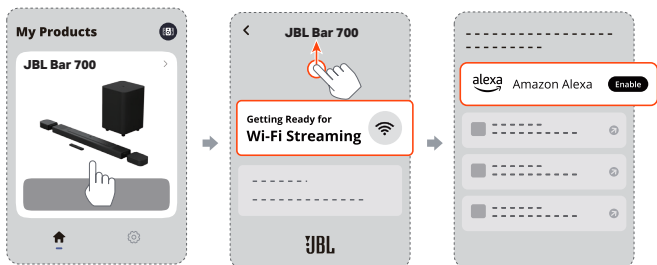 My Products
JBL Bar 700
JBL Bar 700
Getting Ready for
Wi-Fi Streaming
JBL
alexa
Amazon Alexa
Enable